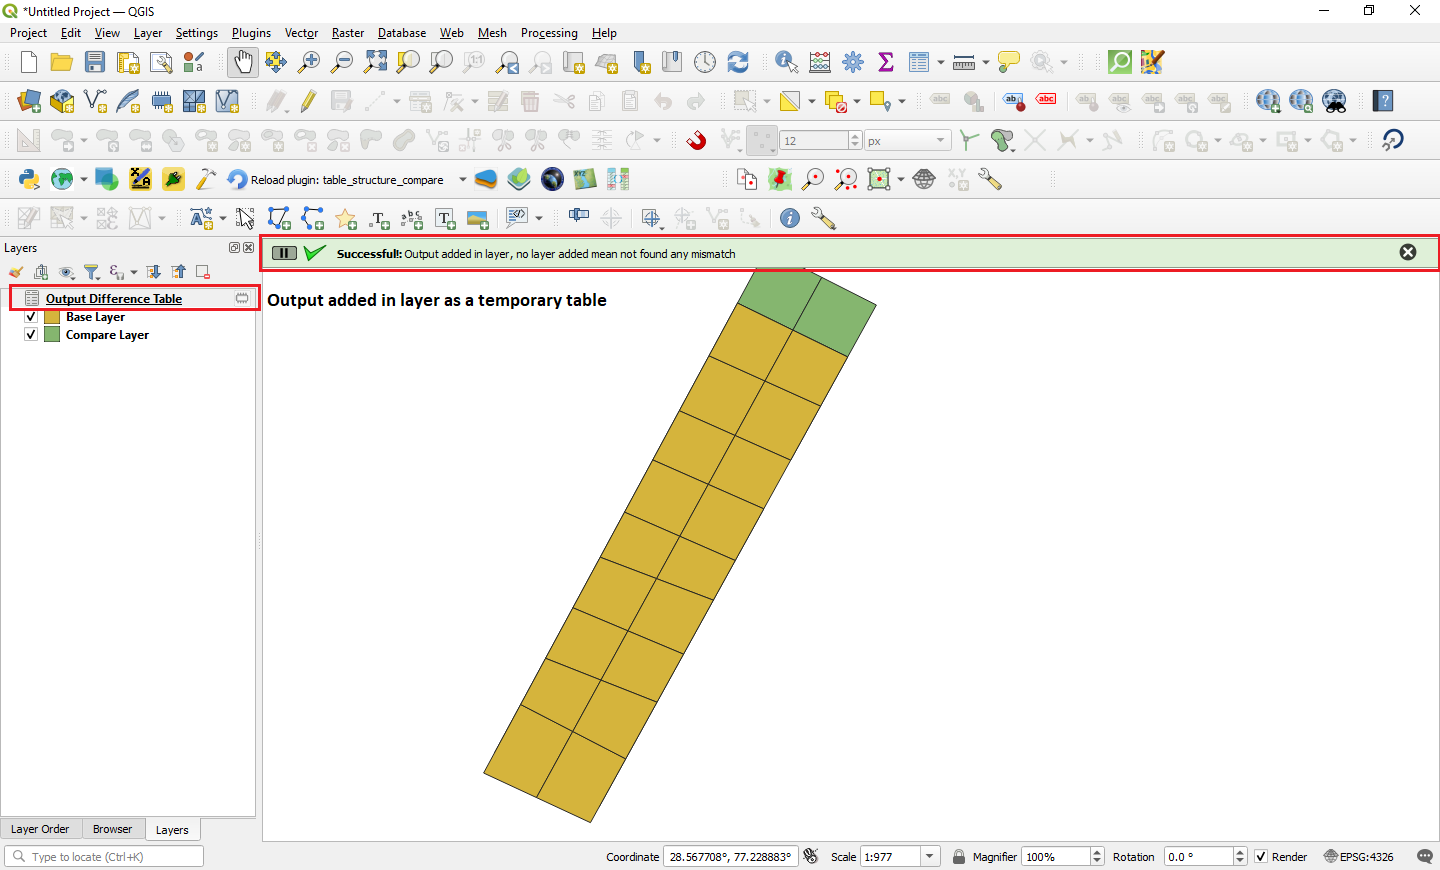 *Untitled Project — QGIS
Project Edit View Layer Settings Plugins Vector Raster Database Web Mesh Processing Help
12 px
Reload plugin: table_structure_compare
Layers
Successful!: Output added in layer, no layer added mean not found any mismatch
Output Difference Table
Output added in layer as a temporary table
Base Layer
Compare Layer
Layer Order Browser Layers
Type to locate (Ctrl+K) Coordinate 28.567708°, 77.228883° Scale 1:977 Magnifier 100% Rotation 0.0 ° Render EPSG:4326